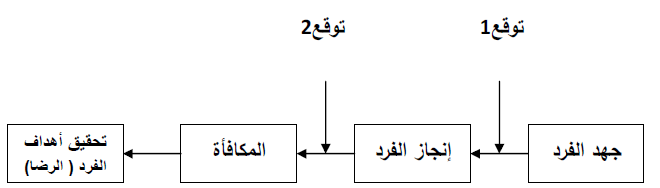 توقع1
توقع2
جهد الفرد
إنجاز الفرد
المكافأة
تحقيق أهداف
الفرد ( الرضا)